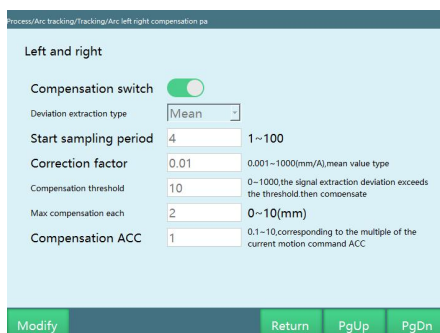 Process/Arc tracking/Tracking/Arc left right compensation pa
Left and right
Compensation switch
Deviation extraction type Mean
Start sampling period 4 1~100
Correction factor 0.01 0.001~1000(mm/A),mean value type
Compensation threshold 10 0~1000,the signal extraction deviation exceeds
the threshold.then compensate
Max compensation each 2 0~10(mm)
Compensation ACC 1 0.1~10,corresponding to the multiple of the
current motion command ACC
Modify Return PgUp PgDn